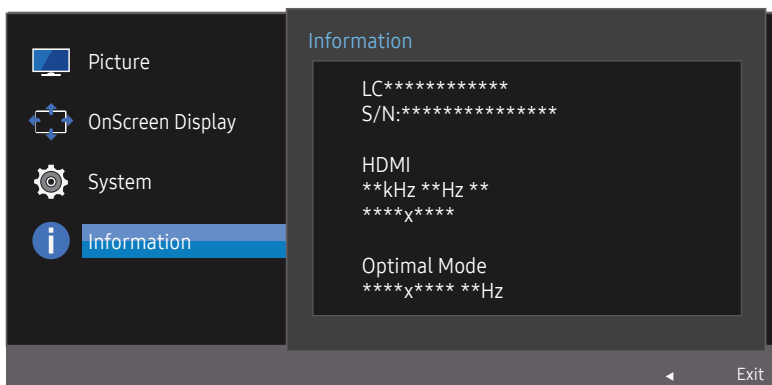 Picture
OnScreen Display
System
Information
Information
LC************
S/N:***************
HDMI
**kHz **Hz **
****x****
Optimal Mode
****x**** **Hz
Exit